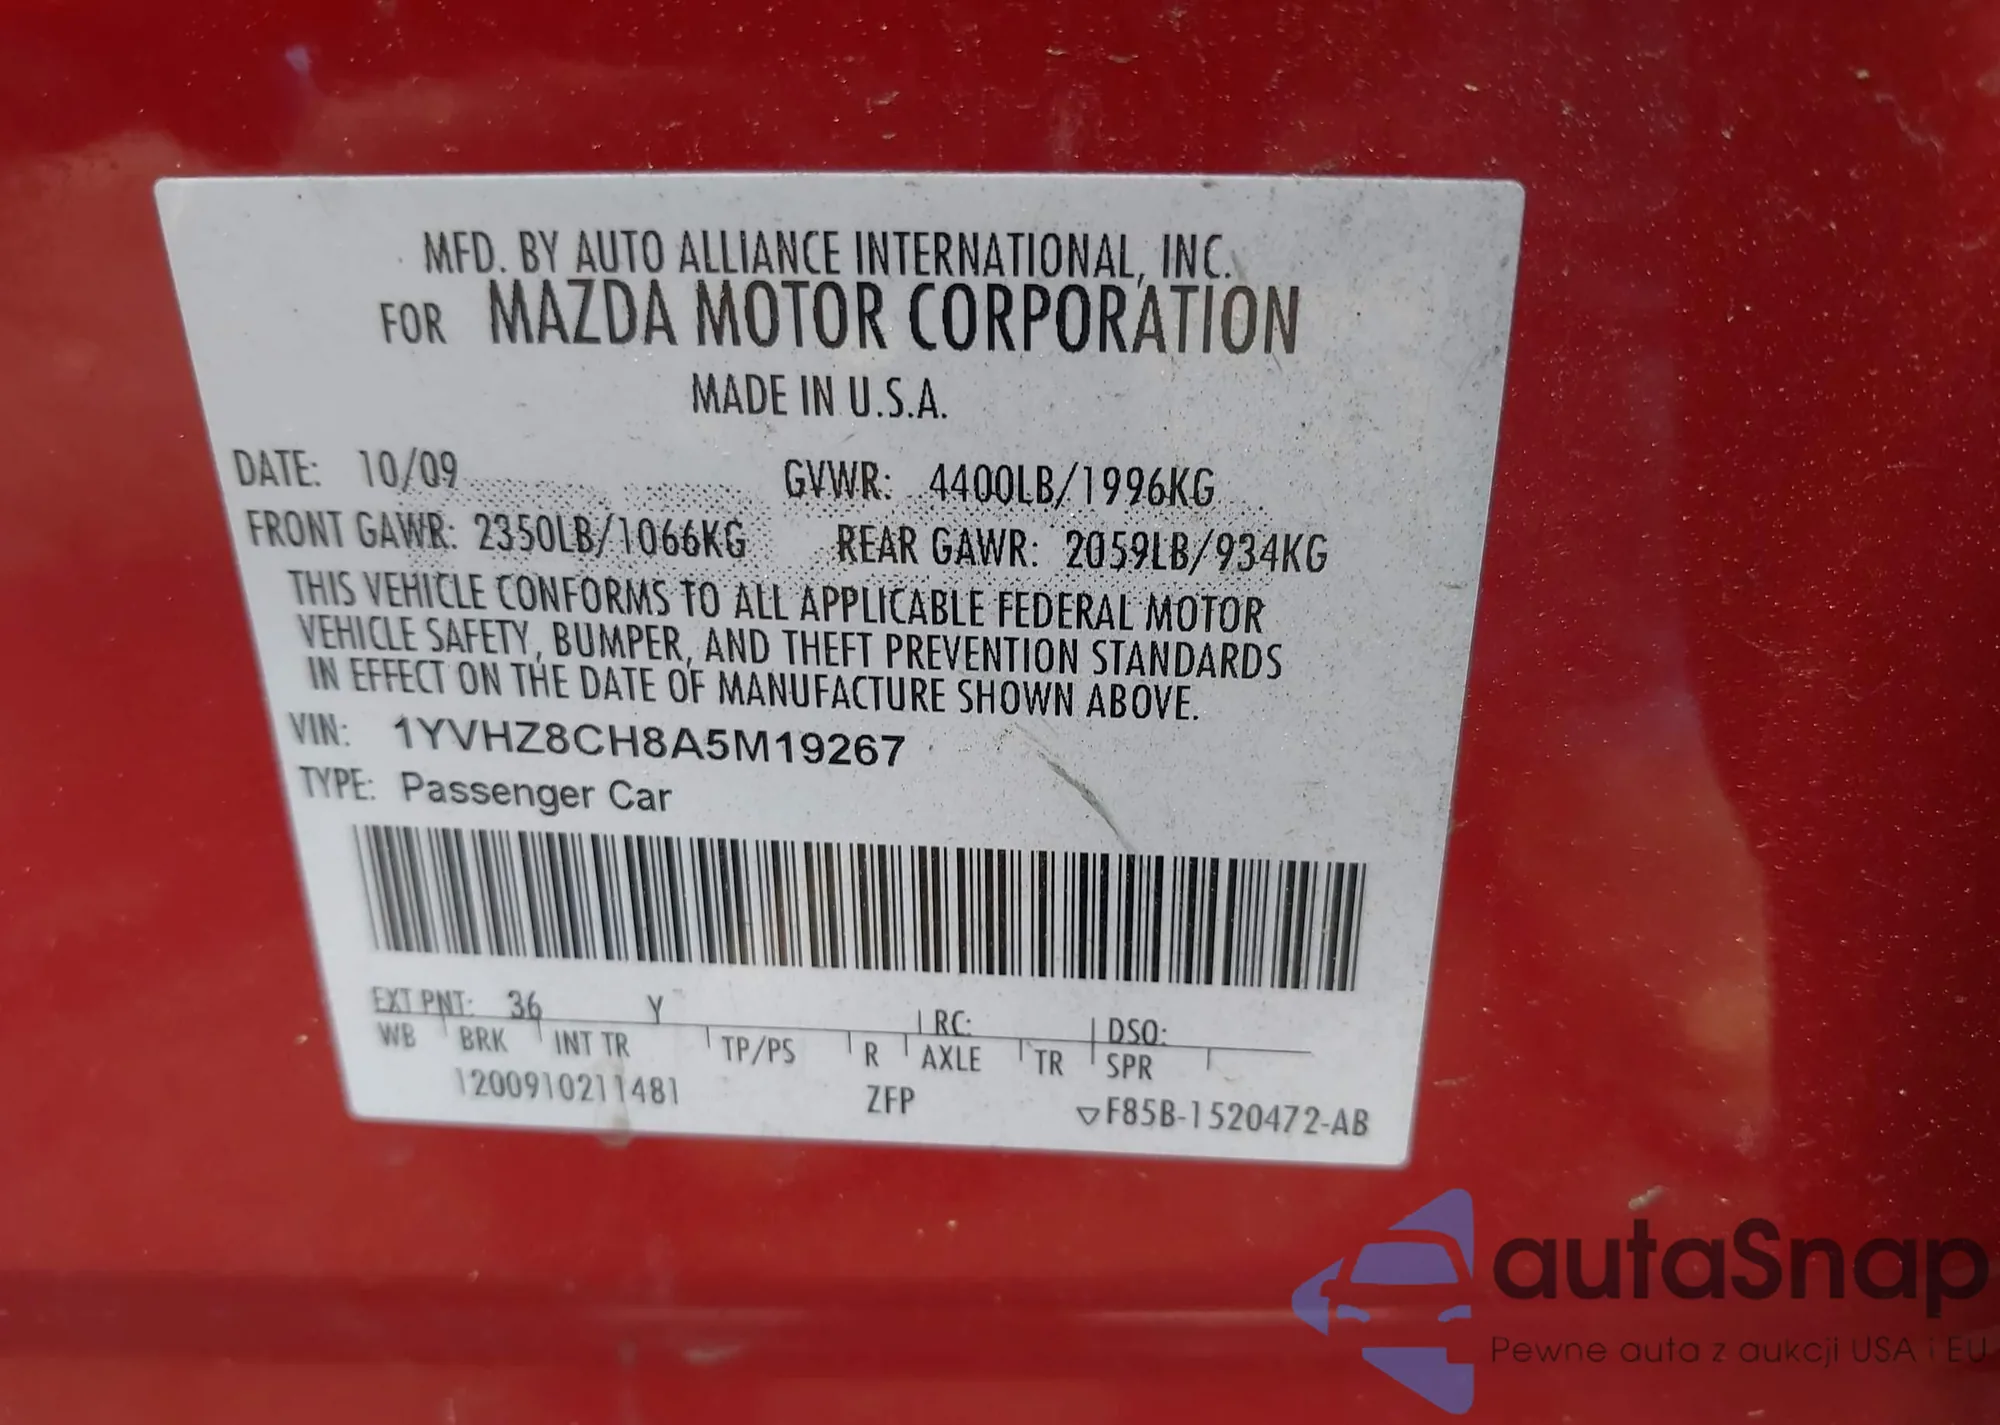 MFD. BY AUTO ALLIANCE INTERNATIONAL, INC.
FOR MAZDA MOTOR CORPORATION
MADE IN U.S.A.
DATE: 10/09 GVWR: 4400LB/1996KG
FRONT GAWR: 2350LB/1066KG REAR GAWR: 2059LB/934KG
THIS VEHICLE CONFORMS TO ALL APPLICABLE FEDERAL MOTOR
VEHICLE SAFETY, BUMPER, AND THEFT PREVENTION STANDARDS
IN EFFECT ON THE DATE OF MANUFACTURE SHOWN ABOVE.
VIN: 1YVHZ8CH8A5M19267
TYPE: Passenger Car
EXT PNT: 36 Y RC: DSO:
WB BRK INT TR TP/PS R AXLE TR SPR
1200910211481 ZFP ▽F85B-1520472-AB
autaSnap
Pewne auta z aukcji USA i EU